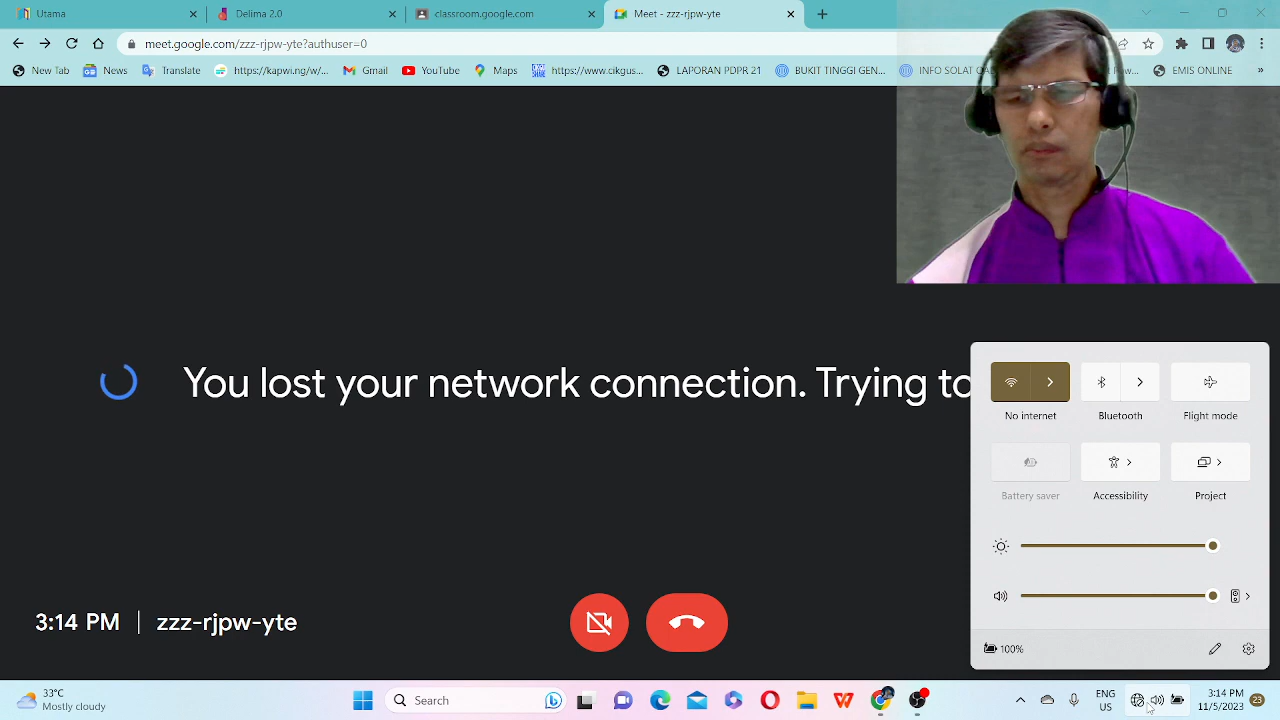 Utama
Delima 2.0
classroom.google.com
Meet - zzz-rjpw-yte
meet.google.com/zzz-rjpw-yte?authuser=0
New Tab
News
Translate
https://kapptng/w/...
Gmail
YouTube
Maps
https://www.cikgus...
LAPORAN PDPR 21
BUKIT TINGGI GEN...
INFO SOLAT
EMIS ONLINE
You lost your network connection. Trying to
No internet
Bluetooth
Flight mode
Battery saver
Accessibility
Project
100%
3:14 PM | zzz-rjpw-yte
33°C
Mostly cloudy
Search
ENG
US
3:14 PM
11/5/2023
23